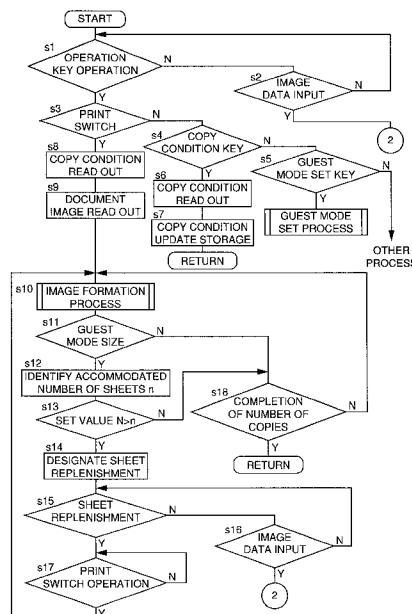 START
s1
OPERATION
KEY OPERATION
N
Y
s2
IMAGE
DATA INPUT
N
Y
2
s3
PRINT
SWITCH
N
Y
s4
COPY
CONDITION
KEY
N
Y
s5
GUEST
MODE SET KEY
N
Y
s8
COPY CONDITION
READ OUT
s6
COPY CONDITION
READ OUT
GUEST MODE
SET PROCESS
s9
DOCUMENT
IMAGE READ OUT
s7
COPY CONDITION
UPDATE STORAGE
RETURN
OTHER
PROCESS
s10
IMAGE FORMATION
PROCESS
s11
GUEST
MODE SIZE
N
Y
s12
IDENTIFY ACCOMMODATED
NUMBER OF SHEETS n
s13
SET VALUE N>n
N
Y
s18
COMPLETION
OF NUMBER OF
COPIES
N
Y
RETURN
s14
DESIGNATE SHEET
REPLENISHMENT
s15
SHEET
REPLENISHMENT
N
Y
s16
IMAGE
DATA INPUT
N
Y
2
s17
PRINT
SWITCH OPERATION
N
Y